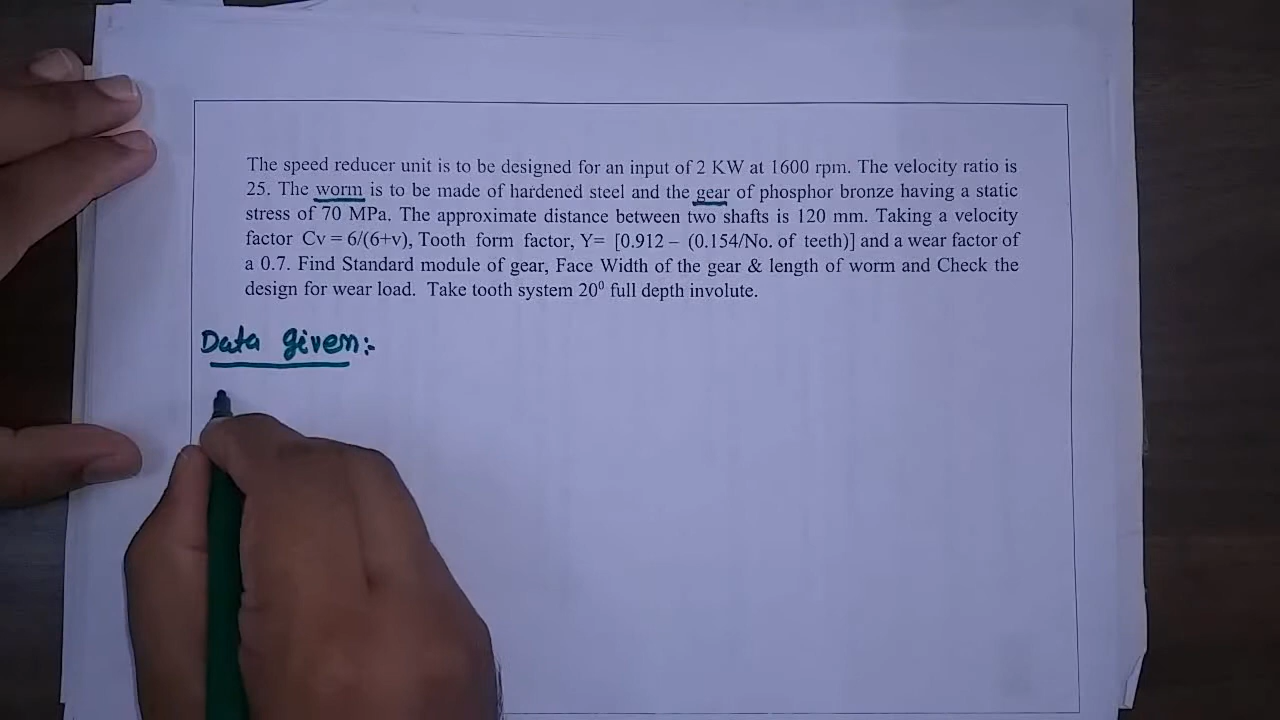 The speed reducer unit is to be designed for an input of 2 KW at 1600 rpm. The velocity ratio is
25. The worm is to be made of hardened steel and the gear of phosphor bronze having a static
stress of 70 MPa. The approximate distance between two shafts is 120 mm. Taking a velocity
factor Cv = 6/(6+v), Tooth form factor, Y= [0.912 – (0.154/No. of teeth)] and a wear factor of
a 0.7. Find Standard module of gear, Face Width of the gear & length of worm and Check the
design for wear load. Take tooth system 20⁰ full depth involute.
Data given:-